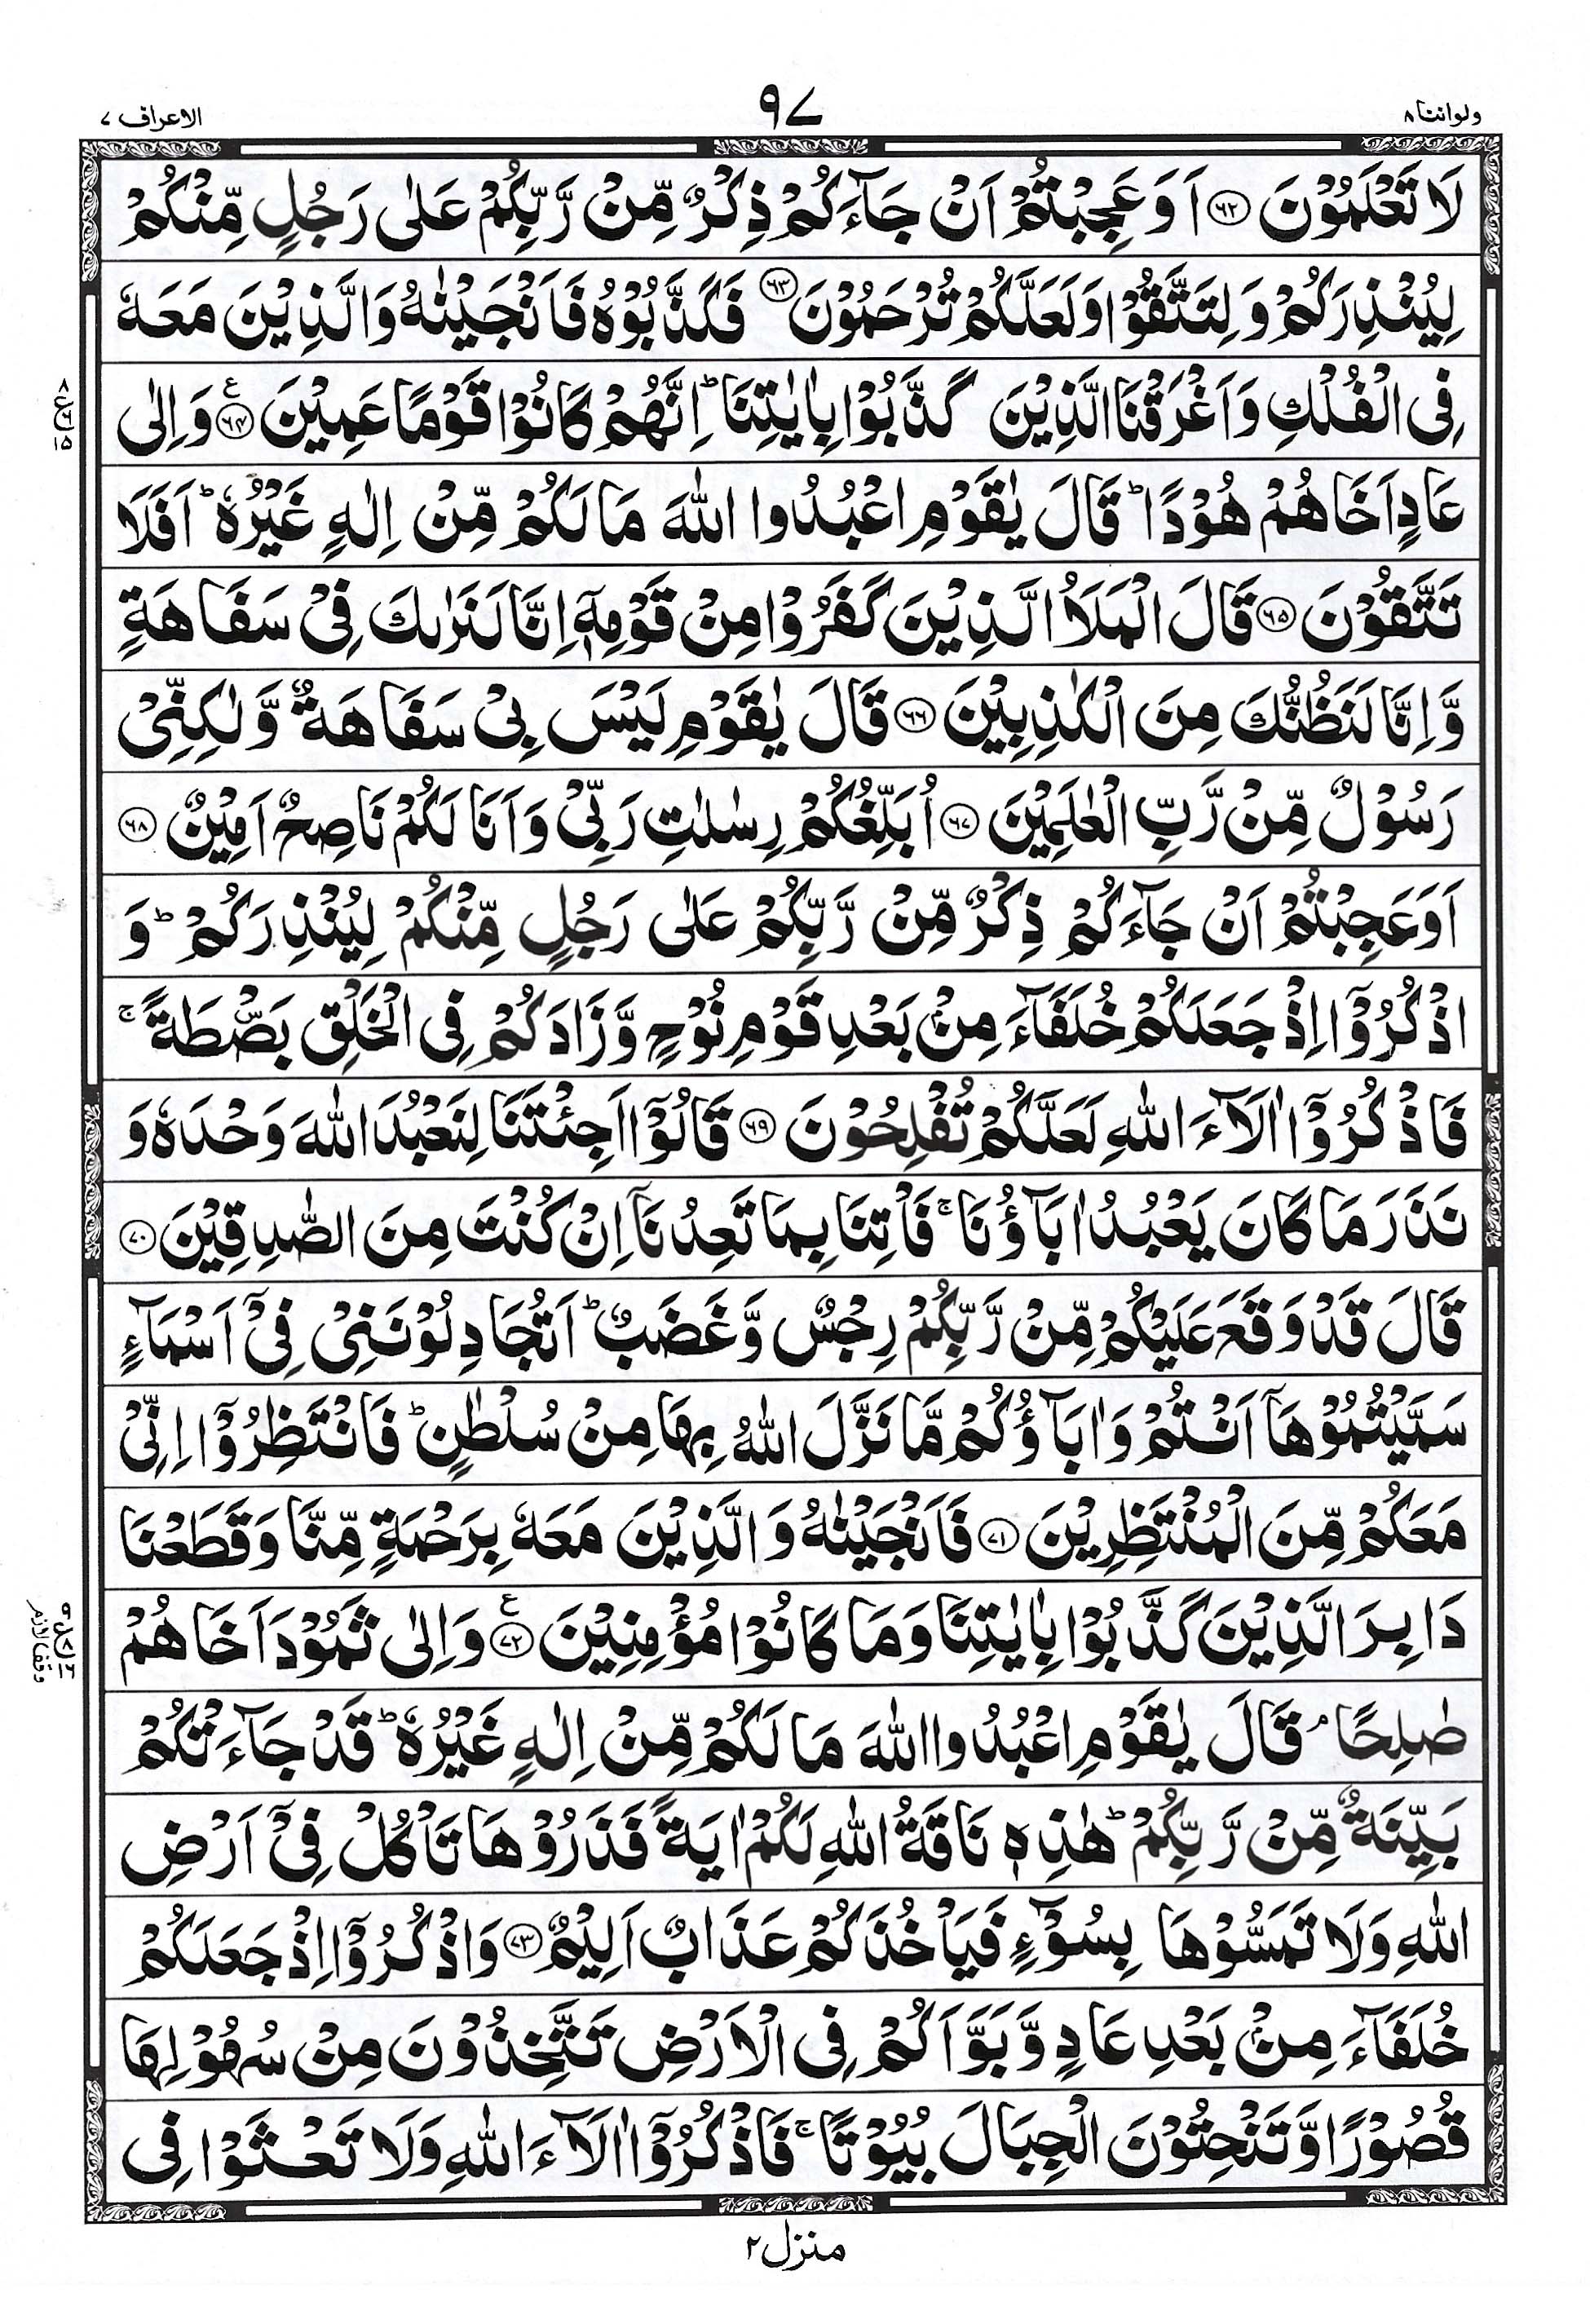 ولواننا ٨
٩٧
الاعراف ٧
لَا تَعْلَمُوْنَ ﴿٦٢﴾ اَوَ عَجِبْتُمْ اَنْ جَآءَكُمْ ذِكْرٌ مِّنْ رَّبِّكُمْ عَلٰى رَجُلٍ مِّنْكُمْ
لِيُنْذِرَكُمْ وَ لِتَتَّقُوْا وَلَعَلَّكُمْ تُرْحَمُوْنَ ﴿٦٣﴾ فَكَذَّبُوْهُ فَاَنْجَيْنٰهُ وَالَّذِيْنَ مَعَهٗ
فِى الْفُلْكِ وَاَغْرَقْنَا الَّذِيْنَ كَذَّبُوْا بِاٰيٰتِنَا ؕ اِنَّهُمْ كَانُوْا قَوْمًا عَمِيْنَ ﴿٦٤﴾ ع وَاِلٰى
عَادٍ اَخَاهُمْ هُوْدًا ؕ قَالَ يٰقَوْمِ اعْبُدُوا اللّٰهَ مَا لَكُمْ مِّنْ اِلٰهٍ غَيْرُهٗ ؕ اَفَلَا
تَتَّقُوْنَ ﴿٦٥﴾ قَالَ الْمَلَاُ الَّذِيْنَ كَفَرُوْا مِنْ قَوْمِهٖۤ اِنَّا لَنَرٰىكَ فِىْ سَفَاهَةٍ
وَّاِنَّا لَنَظُنُّكَ مِنَ الْكٰذِبِيْنَ ﴿٦٦﴾ قَالَ يٰقَوْمِ لَيْسَ بِىْ سَفَاهَةٌ وَّلٰكِنِّىْ
رَسُوْلٌ مِّنْ رَّبِّ الْعٰلَمِيْنَ ﴿٦٧﴾ اُبَلِّغُكُمْ رِسٰلٰتِ رَبِّىْ وَاَنَا لَكُمْ نَاصِحٌ اَمِيْنٌ ﴿٦٨﴾
اَوَعَجِبْتُمْ اَنْ جَآءَكُمْ ذِكْرٌ مِّنْ رَّبِّكُمْ عَلٰى رَجُلٍ مِّنْكُمْ لِيُنْذِرَكُمْ ؕ وَ
اذْكُرُوْۤا اِذْ جَعَلَكُمْ خُلَفَآءَ مِنْۢ بَعْدِ قَوْمِ نُوْحٍ وَّزَادَكُمْ فِى الْخَلْقِ بَصْۜطَةً ۚ
فَاذْكُرُوْۤا اٰلَآءَ اللّٰهِ لَعَلَّكُمْ تُفْلِحُوْنَ ﴿٦٩﴾ قَالُوْۤا اَجِئْتَنَا لِنَعْبُدَ اللّٰهَ وَحْدَهٗ وَ
نَذَرَ مَا كَانَ يَعْبُدُ اٰبَآؤُنَا ۚ فَاْتِنَا بِمَا تَعِدُنَاۤ اِنْ كُنْتَ مِنَ الصّٰدِقِيْنَ ﴿٧٠﴾
قَالَ قَدْ وَقَعَ عَلَيْكُمْ مِّنْ رَّبِّكُمْ رِجْسٌ وَّغَضَبٌ ؕ اَتُجَادِلُوْنَنِىْ فِىْۤ اَسْمَآءٍ
سَمَّيْتُمُوْهَاۤ اَنْتُمْ وَاٰبَآؤُكُمْ مَّا نَزَّلَ اللّٰهُ بِهَا مِنْ سُلْطٰنٍ ؕ فَانْتَظِرُوْۤا اِنِّىْ
مَعَكُمْ مِّنَ الْمُنْتَظِرِيْنَ ﴿٧١﴾ فَاَنْجَيْنٰهُ وَالَّذِيْنَ مَعَهٗ بِرَحْمَةٍ مِّنَّا وَقَطَعْنَا
دَابِرَ الَّذِيْنَ كَذَّبُوْا بِاٰيٰتِنَا وَمَا كَانُوْا مُؤْمِنِيْنَ ﴿٧٢﴾ ع وَاِلٰى ثَمُوْدَ اَخَاهُمْ
صٰلِحًا ۘ قَالَ يٰقَوْمِ اعْبُدُوا اللّٰهَ مَا لَكُمْ مِّنْ اِلٰهٍ غَيْرُهٗ ؕ قَدْ جَآءَتْكُمْ
بَيِّنَةٌ مِّنْ رَّبِّكُمْ ؕ هٰذِهٖ نَاقَةُ اللّٰهِ لَكُمْ اٰيَةً فَذَرُوْهَا تَاْكُلْ فِىْۤ اَرْضِ
اللّٰهِ وَلَا تَمَسُّوْهَا بِسُوْٓءٍ فَيَاْخُذَكُمْ عَذَابٌ اَلِيْمٌ ﴿٧٣﴾ وَاذْكُرُوْۤا اِذْ جَعَلَكُمْ
خُلَفَآءَ مِنْۢ بَعْدِ عَادٍ وَّبَوَّاَكُمْ فِى الْاَرْضِ تَتَّخِذُوْنَ مِنْ سُهُوْلِهَا
قُصُوْرًا وَّتَنْحِتُوْنَ الْجِبَالَ بُيُوْتًا ۚ فَاذْكُرُوْۤا اٰلَآءَ اللّٰهِ وَلَا تَعْثَوْا فِى
وقف لازم
منزل ٢